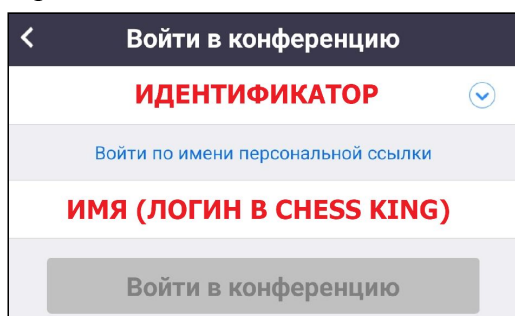 Войти в конференцию
ИДЕНТИФИКАТОР
Войти по имени персональной ссылки
ИМЯ (ЛОГИН В CHESS KING)
Войти в конференцию